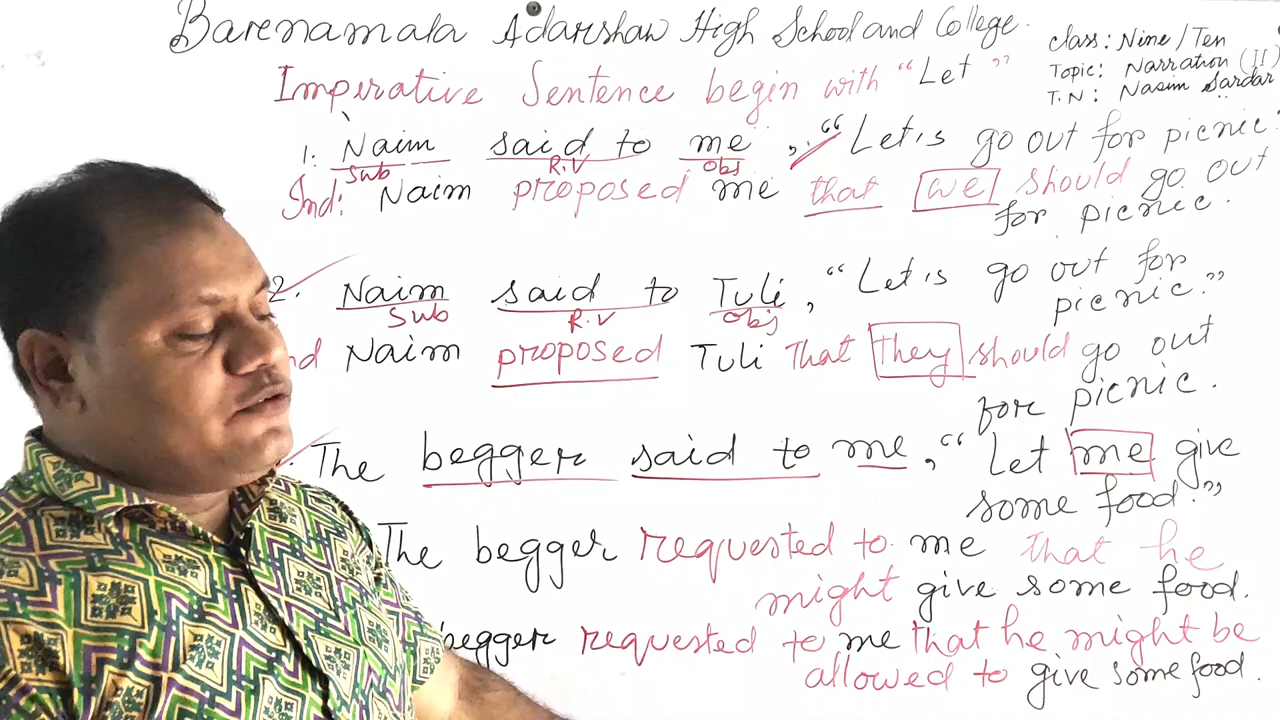 Barenamala Adarshaw High School and College.
Class: Nine/Ten
Topic: Narration (II)
T.N: Nasim Sardar
Imperative Sentence begin with "Let"
1. Naim said to me, "Let's go out for picnic.
Sub R.V Obj
Ind: Naim proposed me that we should go out
for picnic.
2. Naim said to Tuli, "Let's go out for
picnic."
Sub R.V Obj
nd Naim proposed Tuli That they should go out
for picnic.
The begger said to me, "Let me give
some food."
The begger requested to me that he
might give some food.
begger requested to me that he might be
allowed to give some food.